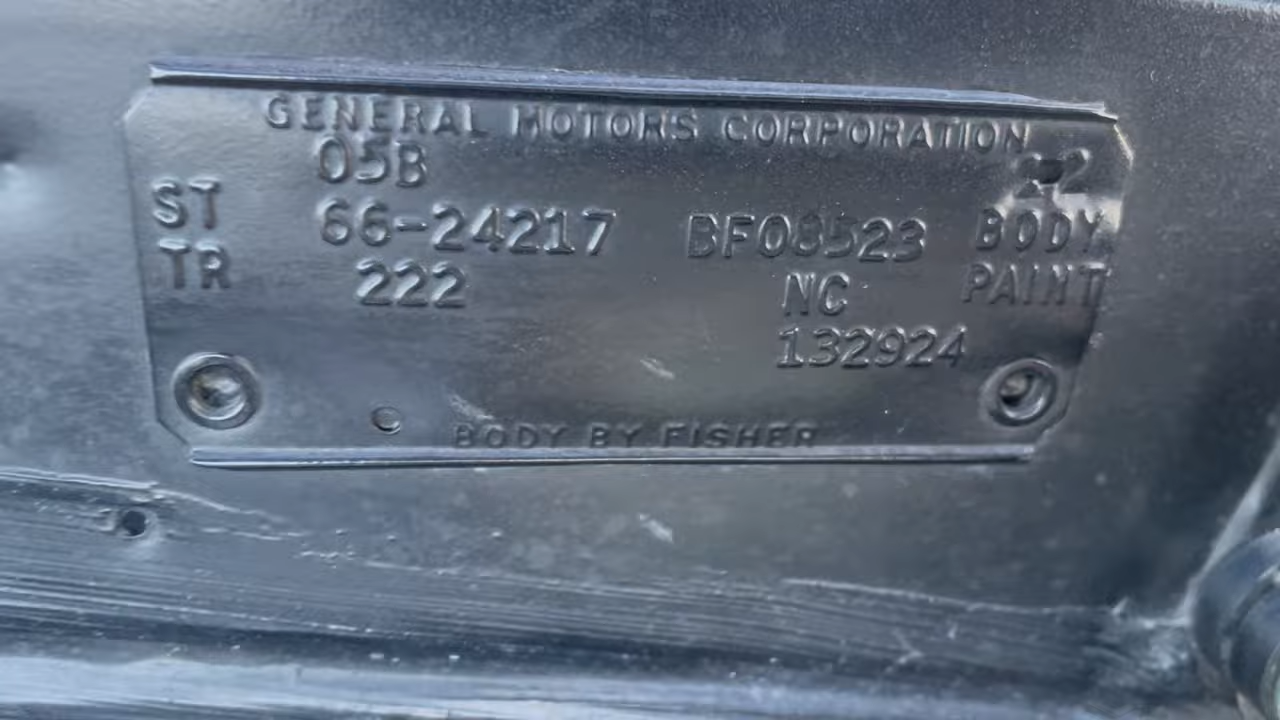 GENERAL MOTORS CORPORATION
05B 22
ST 66-24217 BF08523 BODY
TR 222 NC PAINT
132924
BODY BY FISHER